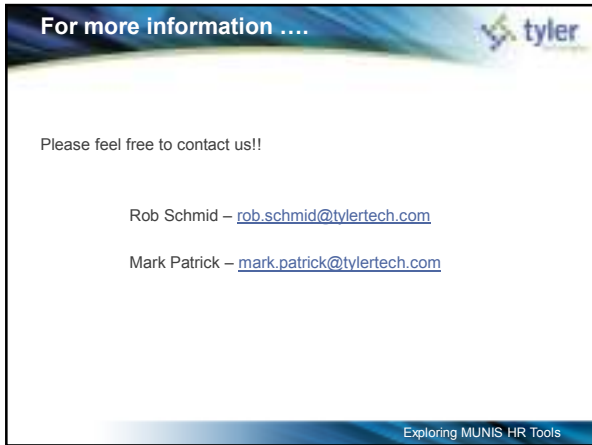 For more information ....
tyler
Please feel free to contact us!!
Rob Schmid – rob.schmid@tylertech.com
Mark Patrick – mark.patrick@tylertech.com
Exploring MUNIS HR Tools